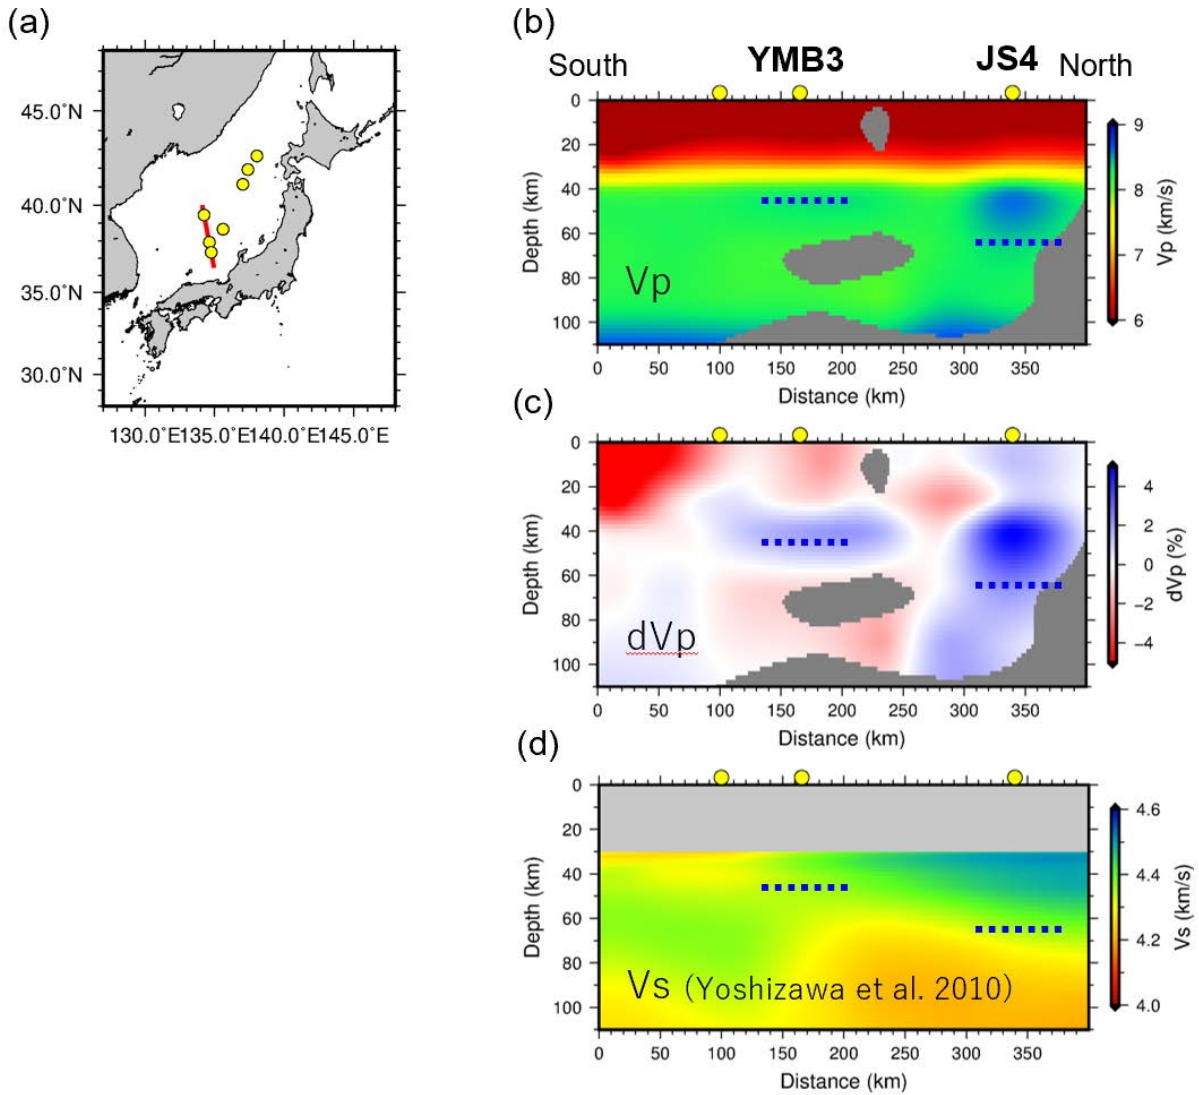 (a)
45.0°N
40.0°N
35.0°N
30.0°N
130.0°E135.0°E140.0°E145.0°E
(b)
South YMB3 JS4 North
0
20
40
60
80
100
Depth (km)
Vp
0 50 100 150 200 250 300 350
Distance (km)
9
8
7
6
Vp (km/s)
(c)
0
20
40
60
80
100
Depth (km)
dVp
0 50 100 150 200 250 300 350
Distance (km)
4
2
0
−2
−4
dVp (%)
(d)
0
20
40
60
80
100
Depth (km)
Vs (Yoshizawa et al. 2010)
0 50 100 150 200 250 300 350
Distance (km)
4.6
4.4
4.2
4.0
Vs (km/s)